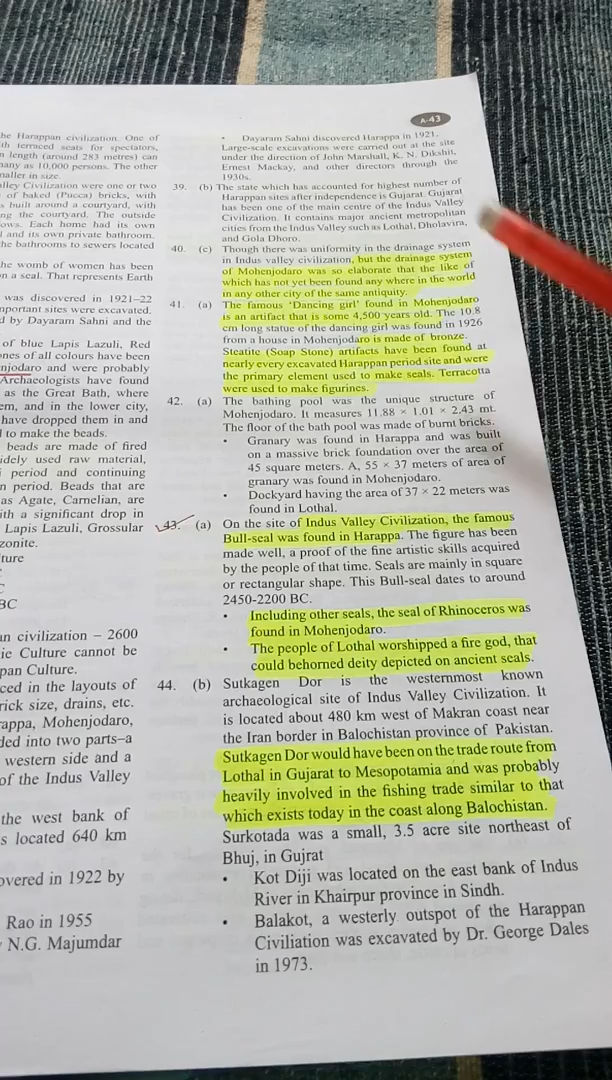 A-43
he Harappan civilization. One of
th terraced seats for spectators,
n length (around 283 metres) can
nany as 10,000 persons. The other
naller in size.
lley Civilization were one or two
of baked (Pucca) bricks, with
s built around a courtyard, with
ng the courtyard. The outside
ows. Each home had its own
l and its own private bathroom.
he bathrooms to sewers located
he womb of women has been
n a seal. That represents Earth
was discovered in 1921–22
nportant sites were excavated.
d by Dayaram Sahni and the
of blue Lapis Lazuli, Red
nes of all colours have been
njodaro and were probably
Archaeologists have found
as the Great Bath, where
em, and in the lower city,
have dropped them in and
l to make the beads.
beads are made of fired
idely used raw material,
i period and continuing
n period. Beads that are
as Agate, Carnelian, are
ith a significant drop in
Lapis Lazuli, Grossular
zonite.
ture
C
BC
an civilization – 2600
ic Culture cannot be
pan Culture.
ced in the layouts of
rick size, drains, etc.
rappa, Mohenjodaro,
ded into two parts–a
western side and a
of the Indus Valley
the west bank of
s located 640 km
overed in 1922 by
Rao in 1955
N.G. Majumdar
• Dayaram Sahni discovered Harappa in 1921.
Large-scale excavations were carried out at the site
under the direction of John Marshall, K. N. Dikshit,
Ernest Mackay, and other directors through the
1930s.
39. (b) The state which has accounted for highest number of
Harappan sites after independence is Gujarat. Gujarat
has been one of the main centre of the Indus Valley
Civilization. It contains major ancient metropolitan
cities from the Indus Valley such as Lothal, Dholavira,
and Gola Dhoro.
40. (c) Though there was uniformity in the drainage system
in Indus valley civilization, but the drainage system
of Mohenjodaro was so elaborate that the like of
which has not yet been found any where in the world
in any other city of the same antiquity.
41. (a) The famous 'Dancing girl' found in Mohenjodaro
is an artifact that is some 4,500 years old. The 10.8
cm long statue of the dancing girl was found in 1926
from a house in Mohenjodaro is made of bronze.
Steatite (Soap Stone) artifacts have been found at
nearly every excavated Harappan period site and were
the primary element used to make seals. Terracotta
were used to make figurines.
42. (a) The bathing pool was the unique structure of
Mohenjodaro. It measures 11.88 × 1.01 × 2.43 mt.
The floor of the bath pool was made of burnt bricks.
• Granary was found in Harappa and was built
on a massive brick foundation over the area of
45 square meters. A, 55 × 37 meters of area of
granary was found in Mohenjodaro.
• Dockyard having the area of 37 × 22 meters was
found in Lothal.
43. (a) On the site of Indus Valley Civilization, the famous
Bull-seal was found in Harappa. The figure has been
made well, a proof of the fine artistic skills acquired
by the people of that time. Seals are mainly in square
or rectangular shape. This Bull-seal dates to around
2450-2200 BC.
• Including other seals, the seal of Rhinoceros was
found in Mohenjodaro.
• The people of Lothal worshipped a fire god, that
could behorned deity depicted on ancient seals.
44. (b) Sutkagen Dor is the westernmost known
archaeological site of Indus Valley Civilization. It
is located about 480 km west of Makran coast near
the Iran border in Balochistan province of Pakistan.
Sutkagen Dor would have been on the trade route from
Lothal in Gujarat to Mesopotamia and was probably
heavily involved in the fishing trade similar to that
which exists today in the coast along Balochistan.
Surkotada was a small, 3.5 acre site northeast of
Bhuj, in Gujrat
• Kot Diji was located on the east bank of Indus
River in Khairpur province in Sindh.
• Balakot, a westerly outspot of the Harappan
Civiliation was excavated by Dr. George Dales
in 1973.